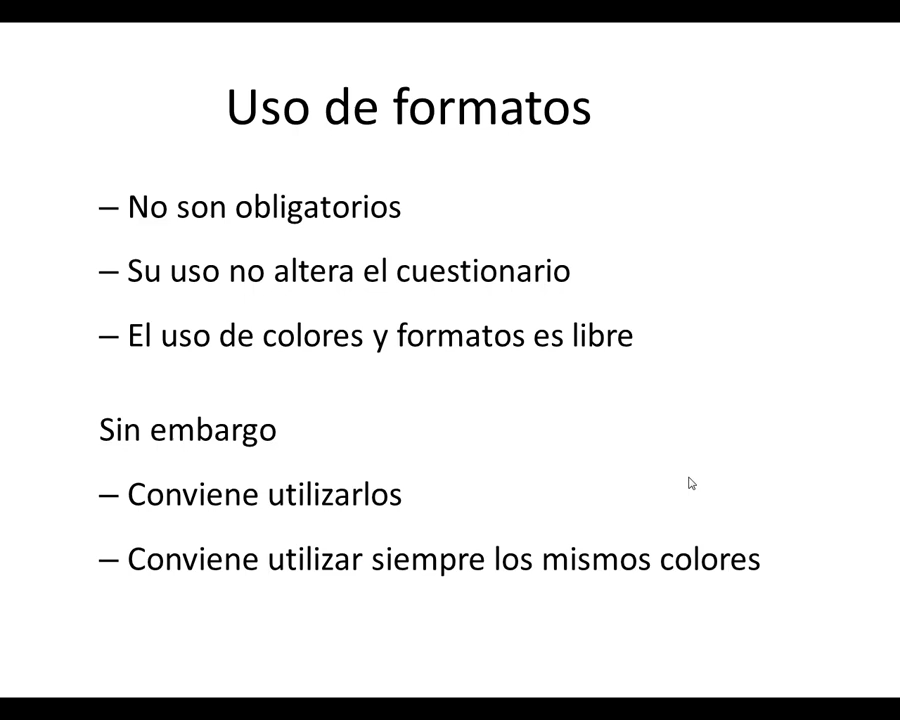 Uso de formatos
– No son obligatorios
– Su uso no altera el cuestionario
– El uso de colores y formatos es libre
Sin embargo
– Conviene utilizarlos
– Conviene utilizar siempre los mismos colores